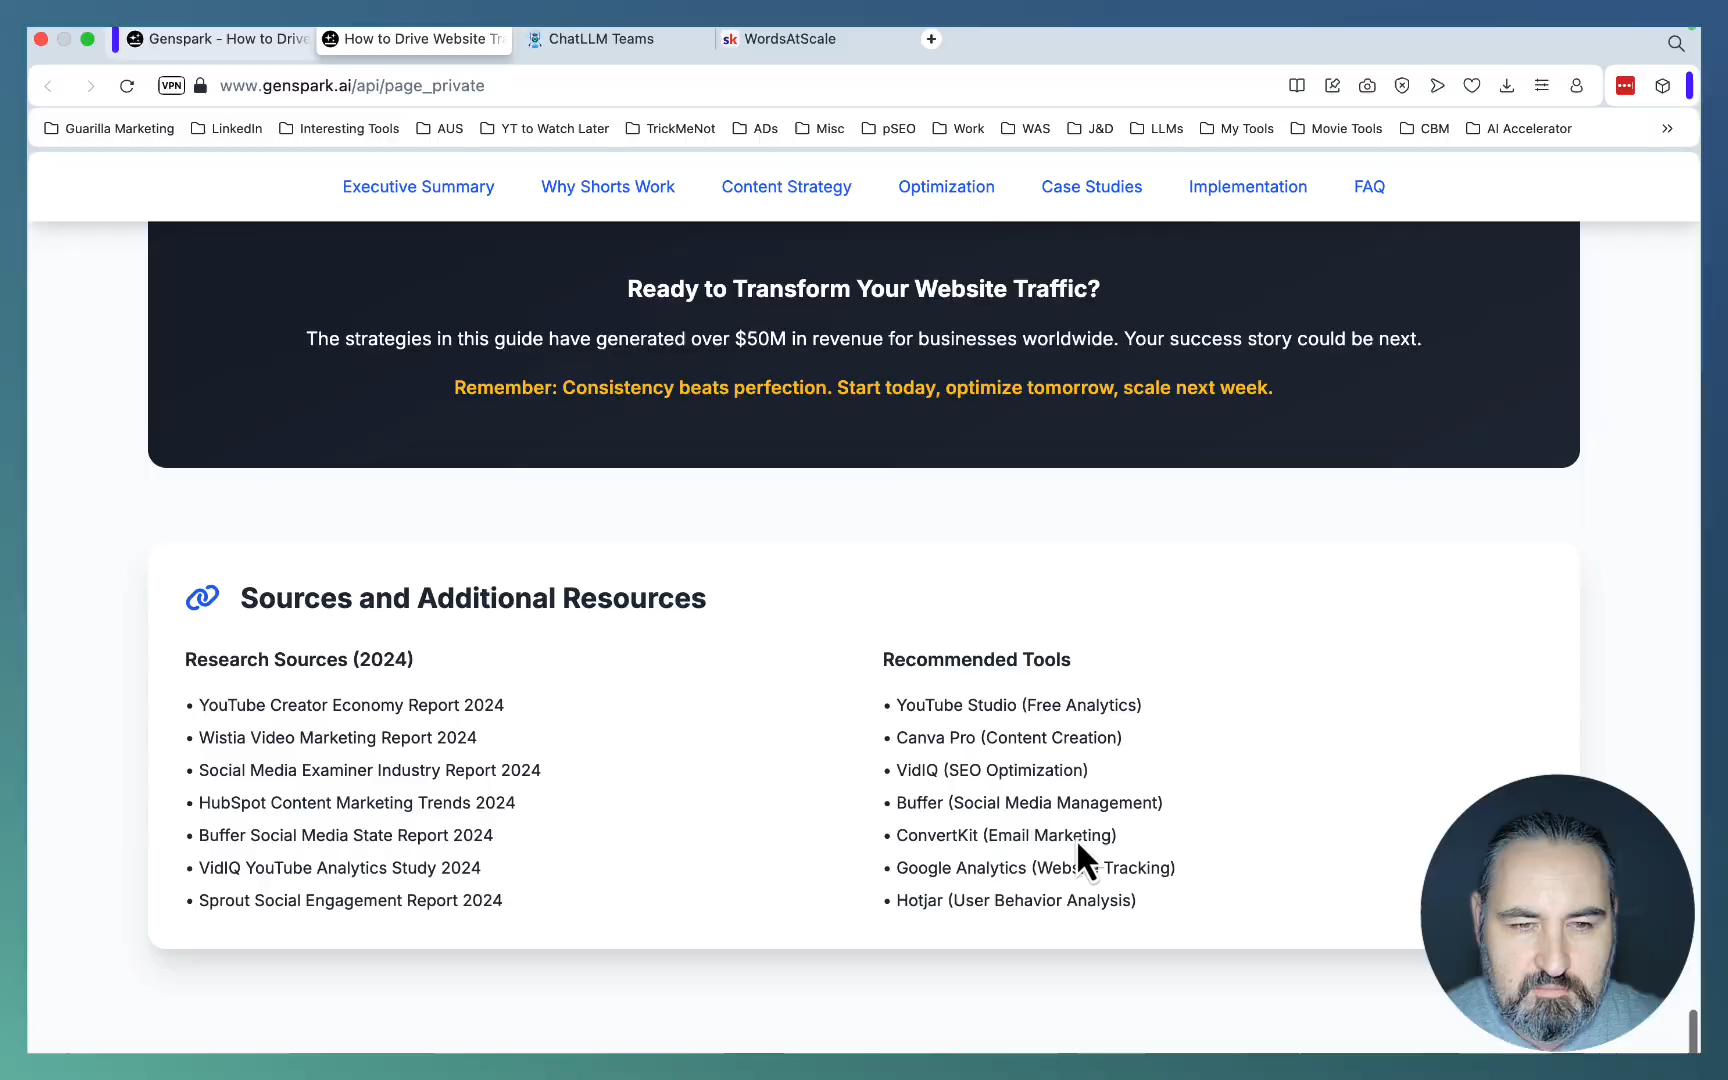 Genspark - How to Drive
How to Drive Website Tra
ChatLLM Teams
sk WordsAtScale
VPN
www.genspark.ai/api/page_private
Guarilla Marketing
LinkedIn
Interesting Tools
AUS
YT to Watch Later
TrickMeNot
ADs
Misc
pSEO
Work
WAS
J&D
LLMs
My Tools
Movie Tools
CBM
AI Accelerator
Executive Summary
Why Shorts Work
Content Strategy
Optimization
Case Studies
Implementation
FAQ
Ready to Transform Your Website Traffic?
The strategies in this guide have generated over $50M in revenue for businesses worldwide. Your success story could be next.
Remember: Consistency beats perfection. Start today, optimize tomorrow, scale next week.
Sources and Additional Resources
Research Sources (2024)
• YouTube Creator Economy Report 2024
• Wistia Video Marketing Report 2024
• Social Media Examiner Industry Report 2024
• HubSpot Content Marketing Trends 2024
• Buffer Social Media State Report 2024
• VidIQ YouTube Analytics Study 2024
• Sprout Social Engagement Report 2024
Recommended Tools
• YouTube Studio (Free Analytics)
• Canva Pro (Content Creation)
• VidIQ (SEO Optimization)
• Buffer (Social Media Management)
• ConvertKit (Email Marketing)
• Google Analytics (Website Tracking)
• Hotjar (User Behavior Analysis)